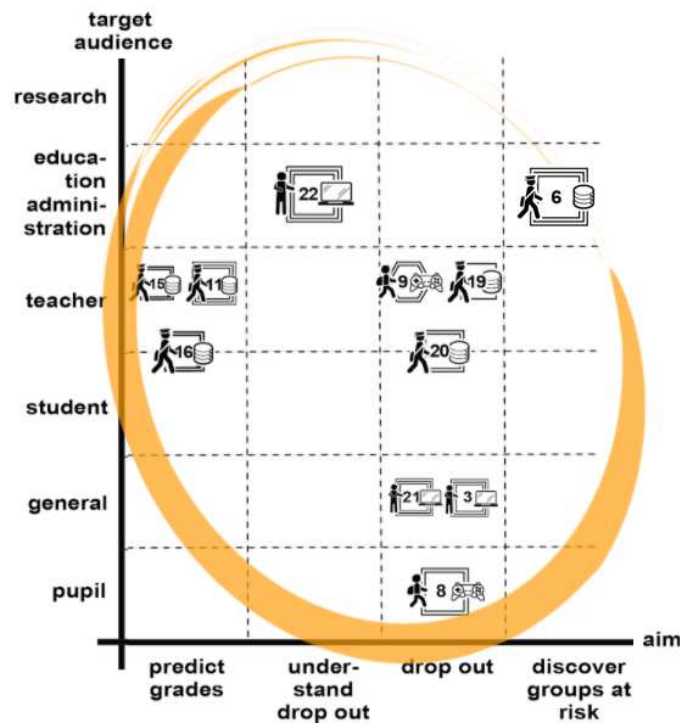 target
audience
research
educa-
tion
admini-
stration
22
6
teacher
15
11
9
19
16
20
student
general
21
3
pupil
8
aim
predict
grades
under-
stand
drop out
drop out
discover
groups at
risk